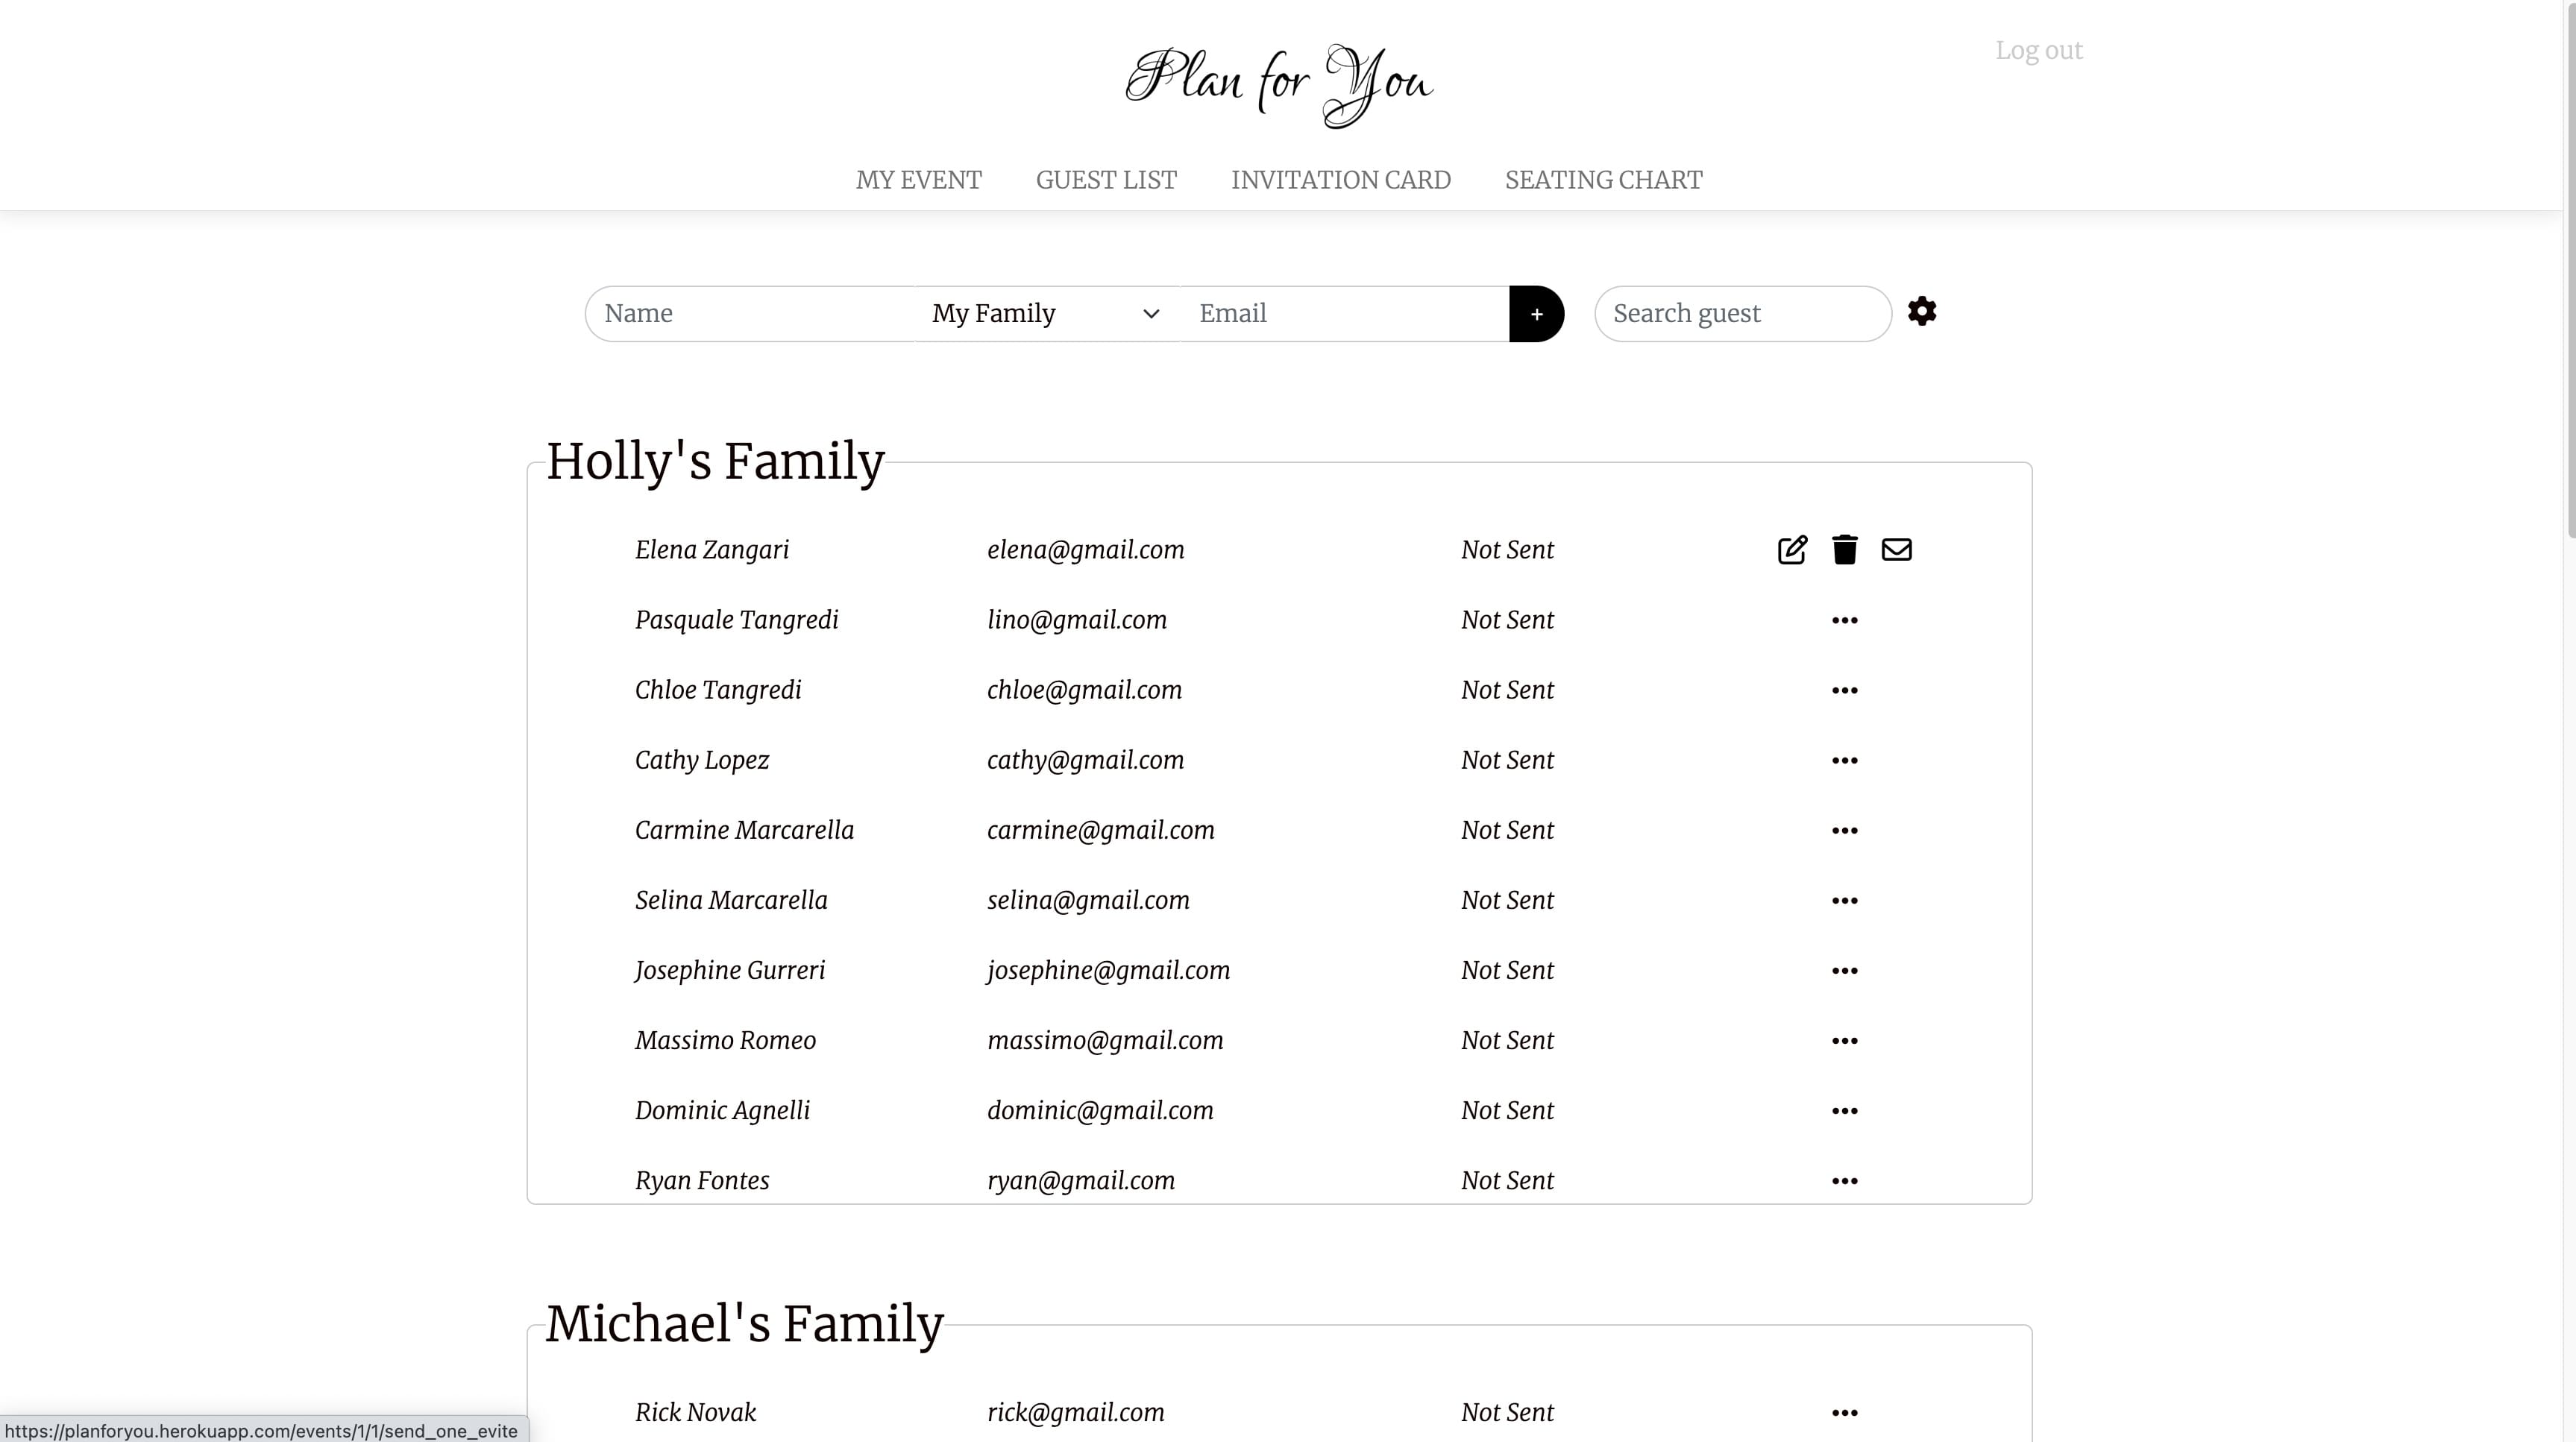 Log out
Plan for You
MY EVENT GUEST LIST INVITATION CARD SEATING CHART
Name My Family Email + Search guest
Holly's Family
Elena Zangari elena@gmail.com Not Sent
Pasquale Tangredi lino@gmail.com Not Sent
Chloe Tangredi chloe@gmail.com Not Sent
Cathy Lopez cathy@gmail.com Not Sent
Carmine Marcarella carmine@gmail.com Not Sent
Selina Marcarella selina@gmail.com Not Sent
Josephine Gurreri josephine@gmail.com Not Sent
Massimo Romeo massimo@gmail.com Not Sent
Dominic Agnelli dominic@gmail.com Not Sent
Ryan Fontes ryan@gmail.com Not Sent
Michael's Family
Rick Novak rick@gmail.com Not Sent
https://planforyou.herokuapp.com/events/1/1/send_one_evite